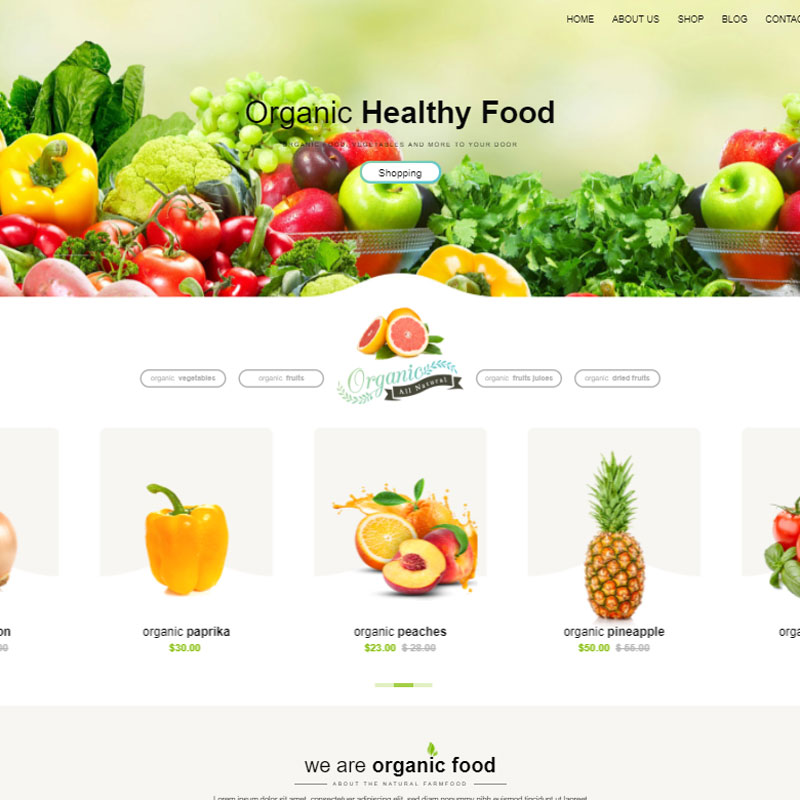 HOME ABOUT US SHOP BLOG CONTAC
Organic Healthy Food
ORGANIC FOOD, VEGETABLES AND MORE TO YOUR DOOR
Shopping
organic vegetables
organic fruits
Organic
All Natural
organic fruits juices
organic dried fruits
on
00
organic paprika
$30.00
organic peaches
$23.00 $ 28.00
organic pineapple
$50.00 $ 55.00
orga
we are organic food
ABOUT THE NATURAL FARMFOOD
Lorem ipsum dolor sit amet, consectetuer adipiscing elit, sed diam nonummy nibh euismod tincidunt ut laoreet